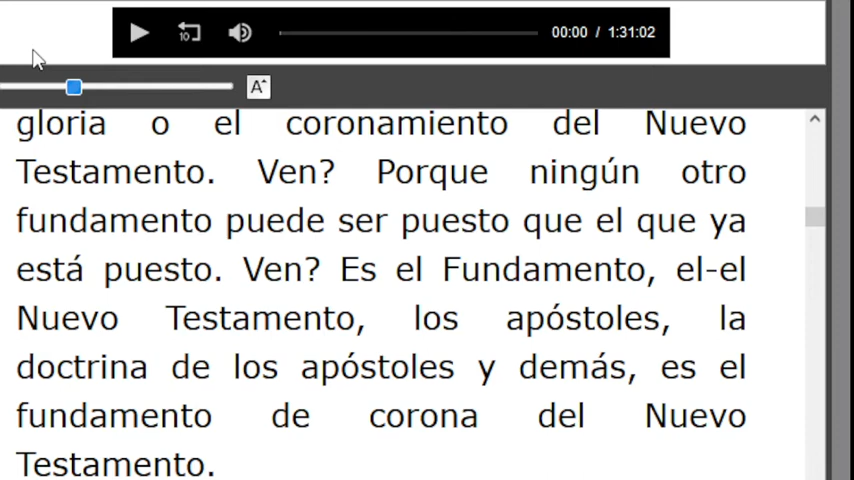 10 00:00 / 1:31:02
A
gloria o el coronamiento del Nuevo
Testamento. Ven? Porque ningún otro
fundamento puede ser puesto que el que ya
está puesto. Ven? Es el Fundamento, el-el
Nuevo Testamento, los apóstoles, la
doctrina de los apóstoles y demás, es el
fundamento de corona del Nuevo
Testamento.